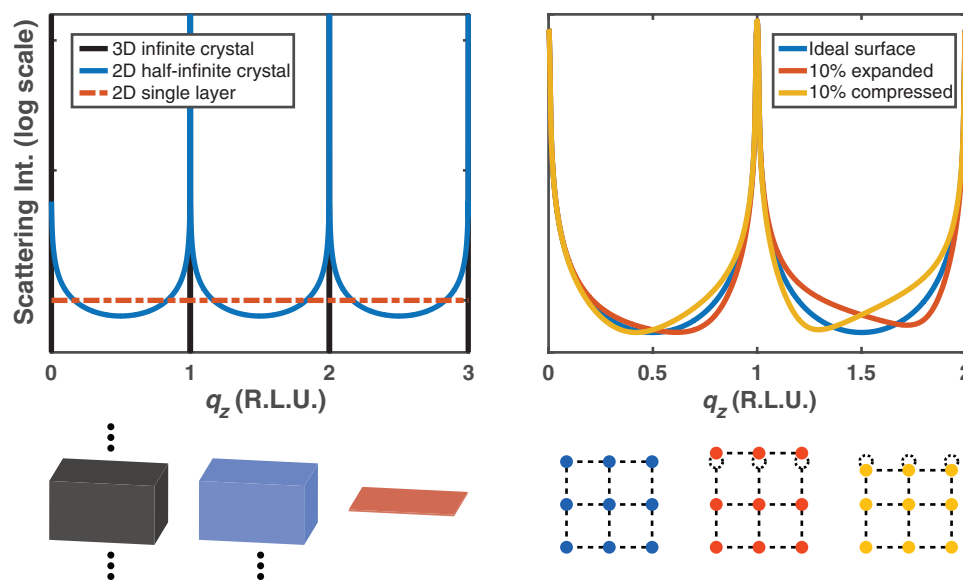 Scattering Int. (log scale)
3D infinite crystal
2D half-infinite crystal
2D single layer
0 1 2 3
q_z (R.L.U.)
Ideal surface
10% expanded
10% compressed
0 0.5 1 1.5 2
q_z (R.L.U.)